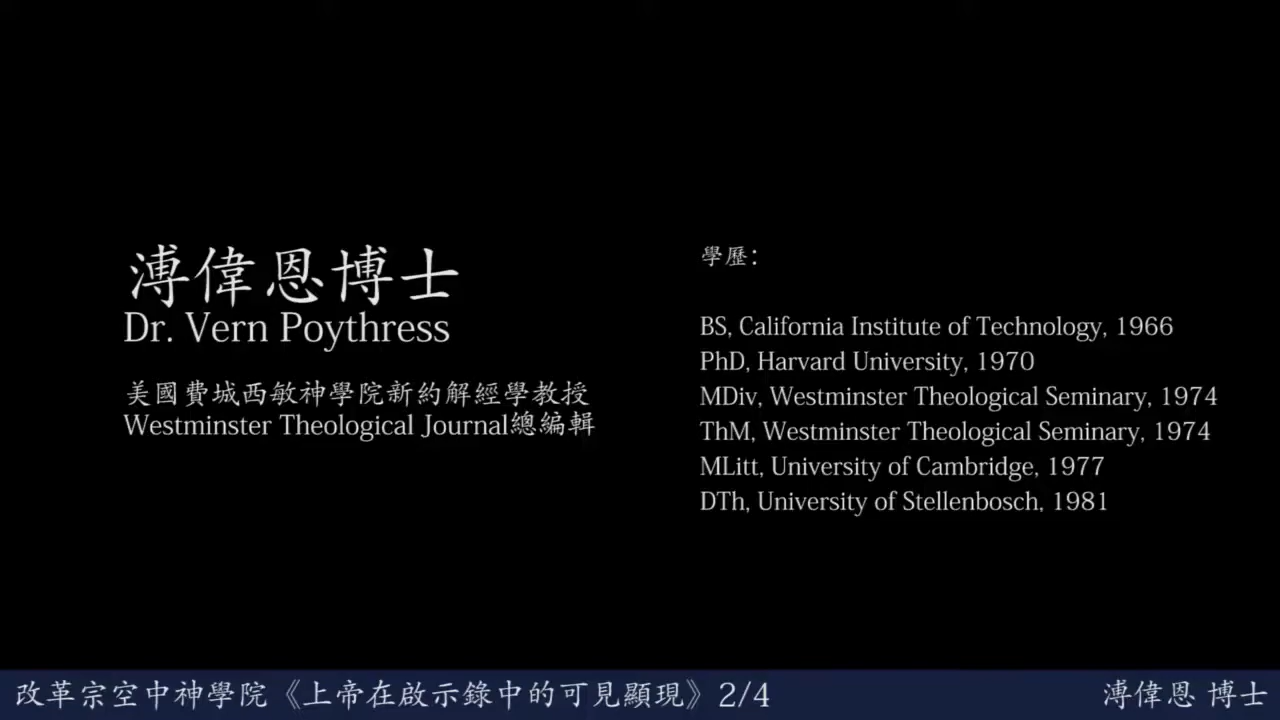 溥偉恩博士
Dr. Vern Poythress
美國費城西敏神學院新約解經學教授
Westminster Theological Journal總編輯
學歷：
BS, California Institute of Technology, 1966
PhD, Harvard University, 1970
MDiv, Westminster Theological Seminary, 1974
ThM, Westminster Theological Seminary, 1974
MLitt, University of Cambridge, 1977
DTh, University of Stellenbosch, 1981
改革宗空中神學院《上帝在啟示錄中的可見顯現》2/4
溥偉恩 博士